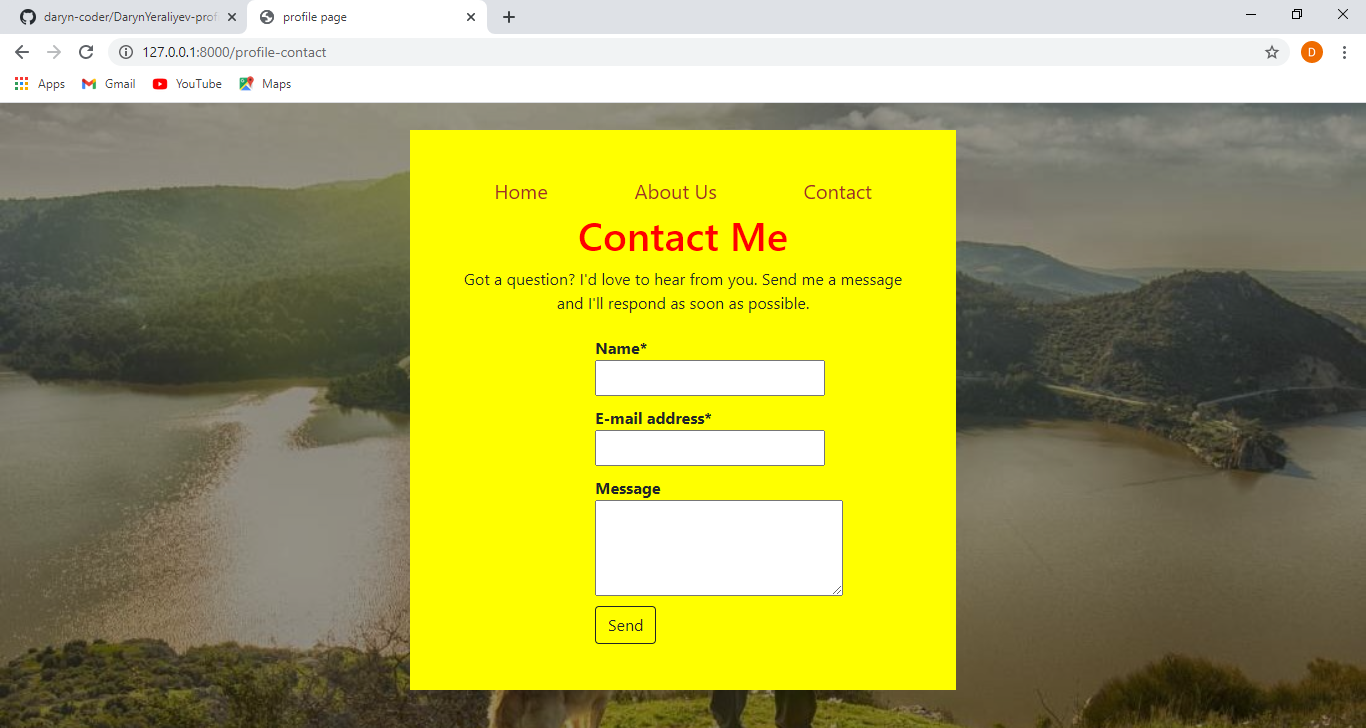 daryn-coder/DarynYeraliyev-prof
profile page
127.0.0.1:8000/profile-contact
D
Apps
Gmail
YouTube
Maps
Home
About Us
Contact
Contact Me
Got a question? I'd love to hear from you. Send me a message
and I'll respond as soon as possible.
Name*
E-mail address*
Message
Send